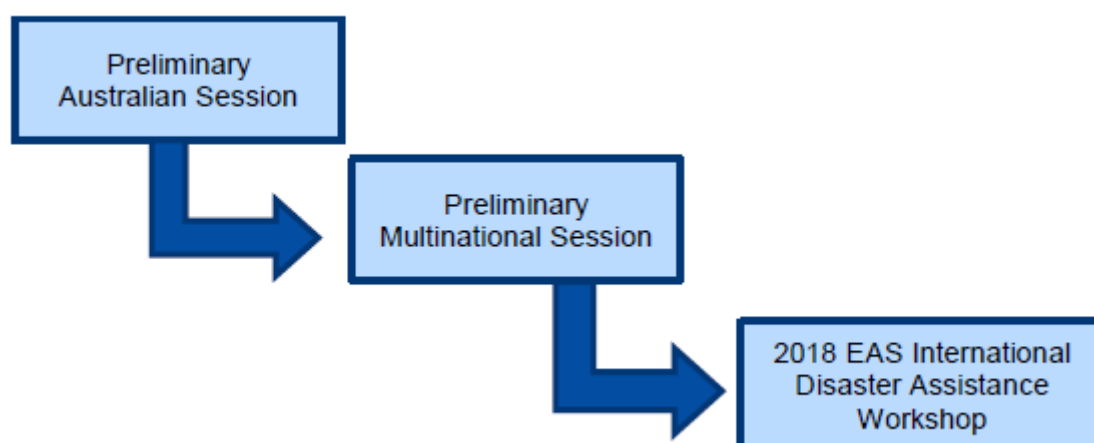 Preliminary
Australian Session
Preliminary
Multinational Session
2018 EAS International
Disaster Assistance
Workshop